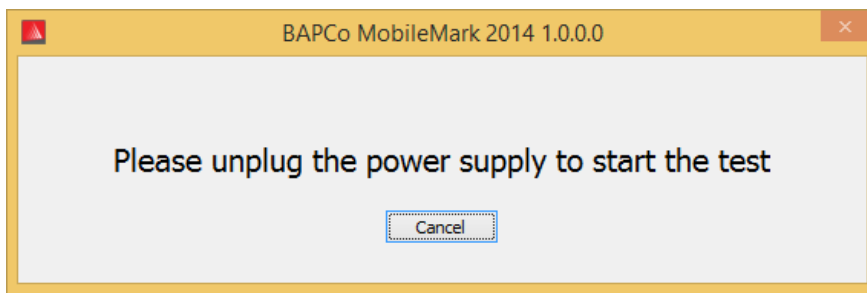 BAPCo MobileMark 2014 1.0.0.0
Please unplug the power supply to start the test
Cancel